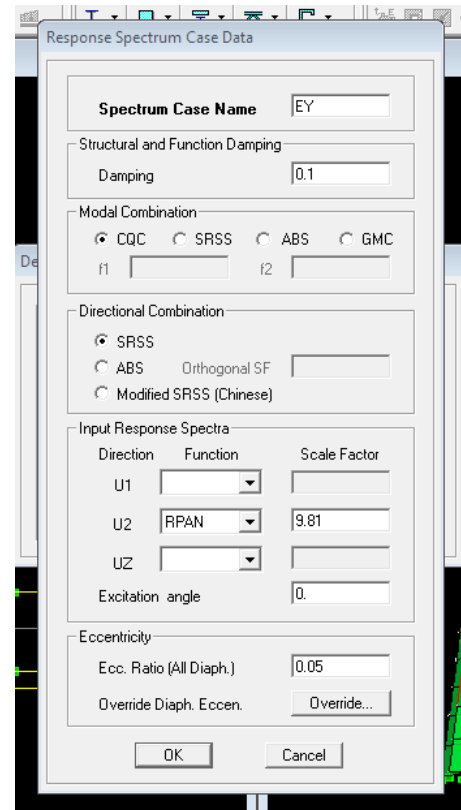 Response Spectrum Case Data
Spectrum Case Name EY
Structural and Function Damping
Damping 0.1
Modal Combination
CQC SRSS ABS GMC
f1 f2
De
Directional Combination
SRSS
ABS Orthogonal SF
Modified SRSS (Chinese)
Input Response Spectra
Direction Function Scale Factor
U1
U2 RPAN 9.81
UZ
Excitation angle 0.
Eccentricity
Ecc. Ratio (All Diaph.) 0.05
Override Diaph. Eccen. Override...
OK Cancel